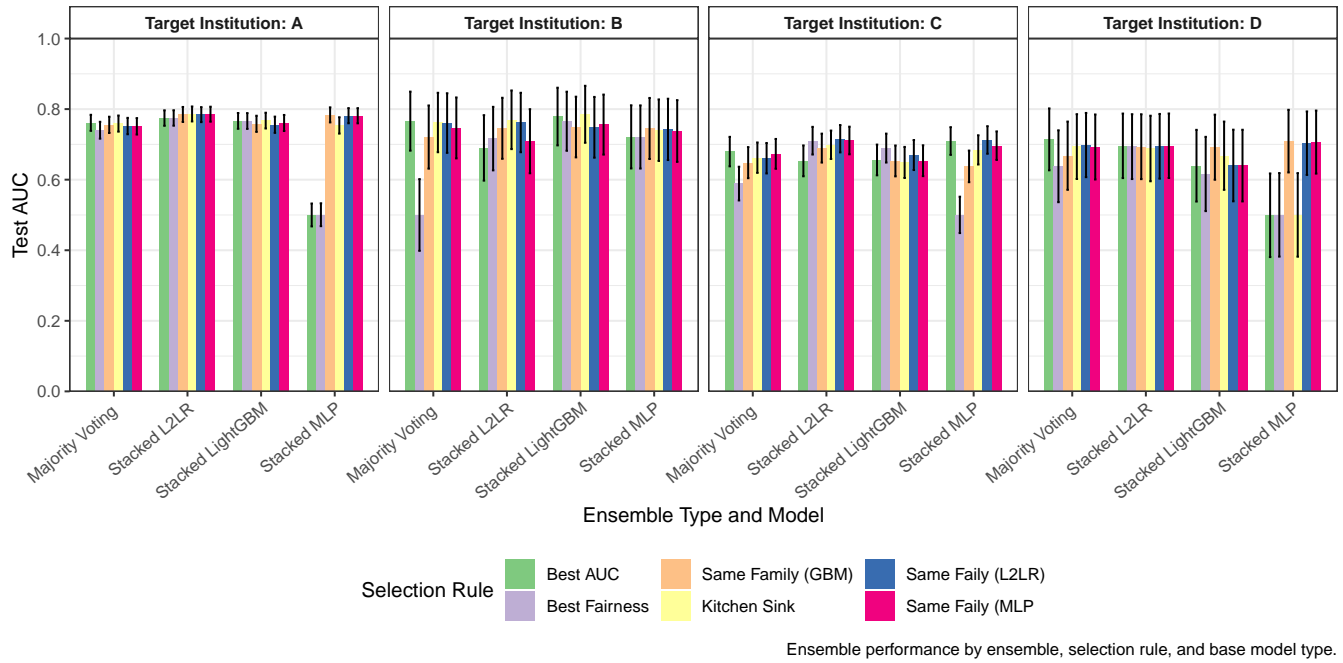 Target Institution: A
Target Institution: B
Target Institution: C
Target Institution: D
Test AUC
1.0
0.8
0.6
0.4
0.2
0.0
Majority Voting
Stacked L2LR
Stacked LightGBM
Stacked MLP
Majority Voting
Stacked L2LR
Stacked LightGBM
Stacked MLP
Majority Voting
Stacked L2LR
Stacked LightGBM
Stacked MLP
Majority Voting
Stacked L2LR
Stacked LightGBM
Stacked MLP
Ensemble Type and Model
Selection Rule
Best AUC
Best Fairness
Same Family (GBM)
Kitchen Sink
Same Faily (L2LR)
Same Faily (MLP
Ensemble performance by ensemble, selection rule, and base model type.